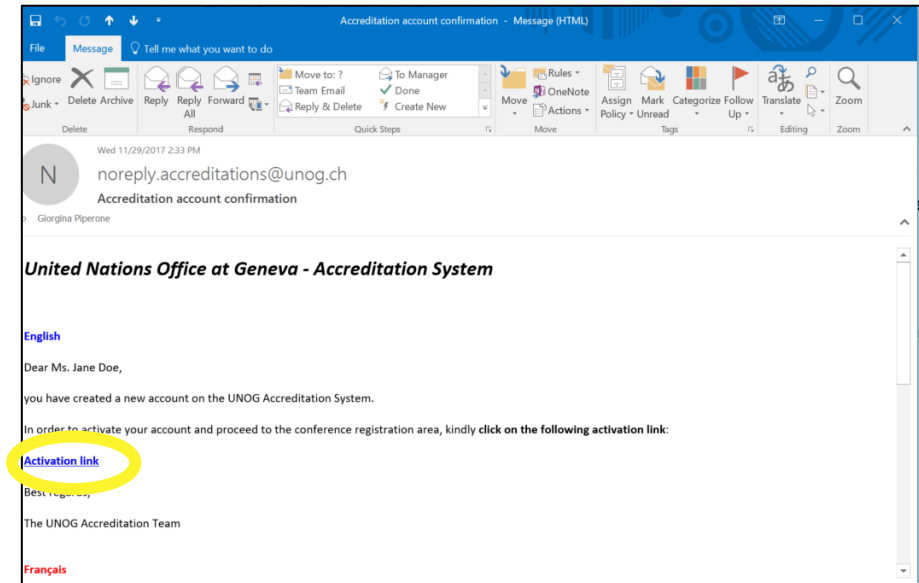 Accreditation account confirmation - Message (HTML)
File Message Tell me what you want to do
Ignore
Junk
Delete Archive
Reply Reply All Forward
Move to: ? To Manager
Team Email Done
Reply & Delete Create New
Move
Rules
OneNote
Actions
Assign Policy Mark Unread Categorize Follow Up
Translate
Zoom
Delete Respond Quick Steps Move Tags Editing Zoom
Wed 11/29/2017 2:33 PM
N
noreply.accreditations@unog.ch
Accreditation account confirmation
Giorgina Piperone
United Nations Office at Geneva - Accreditation System
English
Dear Ms. Jane Doe,
you have created a new account on the UNOG Accreditation System.
In order to activate your account and proceed to the conference registration area, kindly click on the following activation link:
Activation link
Best regards,
The UNOG Accreditation Team
Français